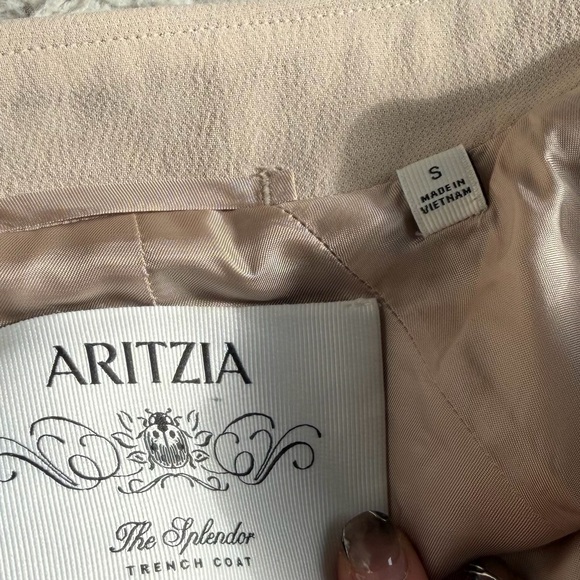 S
MADE IN
VIETNAM
ARITZIA
The Splendor
TRENCH COAT